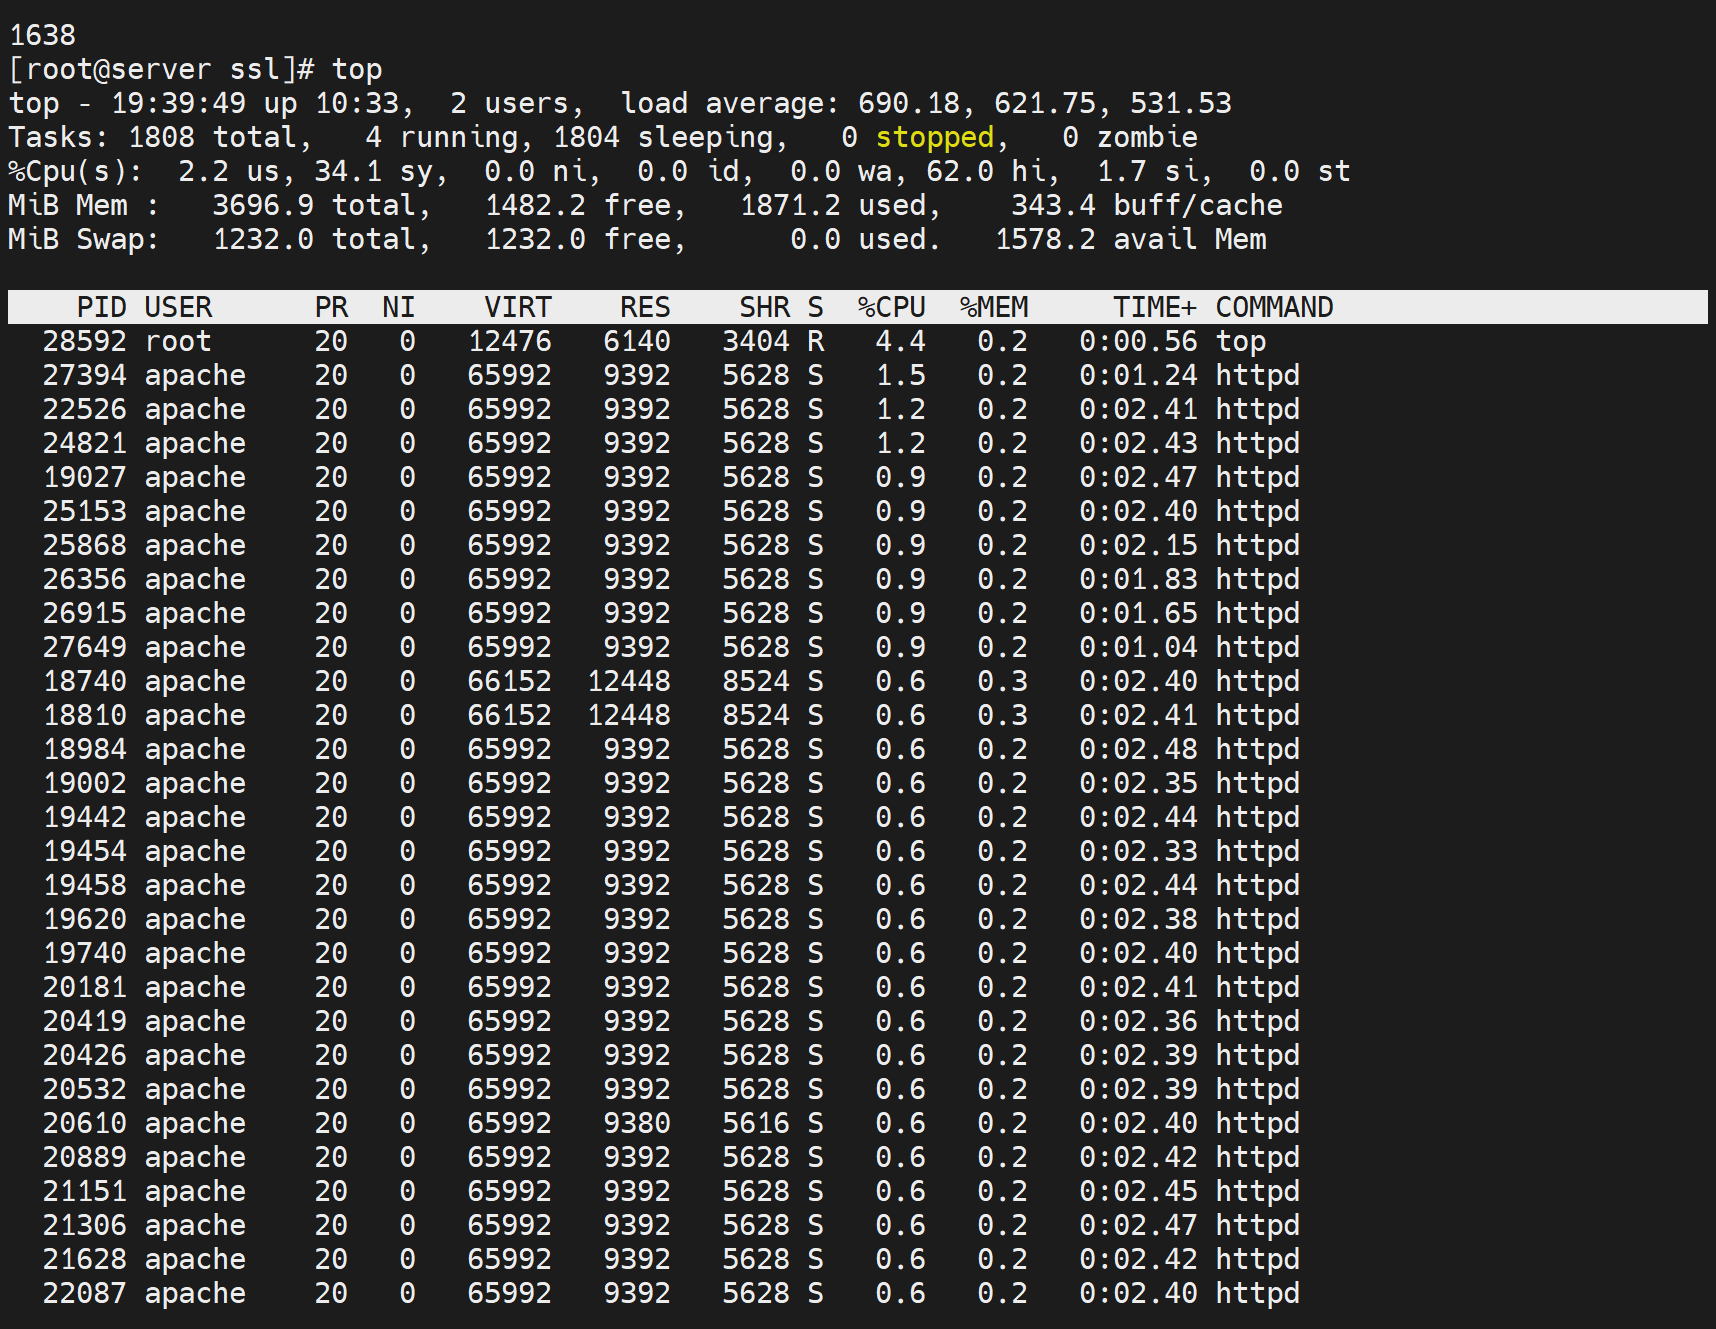 1638
[root@server ssl]# top
top - 19:39:49 up 10:33,  2 users,  load average: 690.18, 621.75, 531.53
Tasks: 1808 total,   4 running, 1804 sleeping,   0 stopped,   0 zombie
%Cpu(s):  2.2 us, 34.1 sy,  0.0 ni,  0.0 id,  0.0 wa, 62.0 hi,  1.7 si,  0.0 st
MiB Mem :   3696.9 total,   1482.2 free,   1871.2 used,    343.4 buff/cache
MiB Swap:   1232.0 total,   1232.0 free,      0.0 used.   1578.2 avail Mem
    PID USER      PR  NI    VIRT    RES    SHR S  %CPU  %MEM     TIME+ COMMAND
  28592 root      20   0   12476   6140   3404 R   4.4   0.2   0:00.56 top
  27394 apache    20   0   65992   9392   5628 S   1.5   0.2   0:01.24 httpd
  22526 apache    20   0   65992   9392   5628 S   1.2   0.2   0:02.41 httpd
  24821 apache    20   0   65992   9392   5628 S   1.2   0.2   0:02.43 httpd
  19027 apache    20   0   65992   9392   5628 S   0.9   0.2   0:02.47 httpd
  25153 apache    20   0   65992   9392   5628 S   0.9   0.2   0:02.40 httpd
  25868 apache    20   0   65992   9392   5628 S   0.9   0.2   0:02.15 httpd
  26356 apache    20   0   65992   9392   5628 S   0.9   0.2   0:01.83 httpd
  26915 apache    20   0   65992   9392   5628 S   0.9   0.2   0:01.65 httpd
  27649 apache    20   0   65992   9392   5628 S   0.9   0.2   0:01.04 httpd
  18740 apache    20   0   66152  12448   8524 S   0.6   0.3   0:02.40 httpd
  18810 apache    20   0   66152  12448   8524 S   0.6   0.3   0:02.41 httpd
  18984 apache    20   0   65992   9392   5628 S   0.6   0.2   0:02.48 httpd
  19002 apache    20   0   65992   9392   5628 S   0.6   0.2   0:02.35 httpd
  19442 apache    20   0   65992   9392   5628 S   0.6   0.2   0:02.44 httpd
  19454 apache    20   0   65992   9392   5628 S   0.6   0.2   0:02.33 httpd
  19458 apache    20   0   65992   9392   5628 S   0.6   0.2   0:02.44 httpd
  19620 apache    20   0   65992   9392   5628 S   0.6   0.2   0:02.38 httpd
  19740 apache    20   0   65992   9392   5628 S   0.6   0.2   0:02.40 httpd
  20181 apache    20   0   65992   9392   5628 S   0.6   0.2   0:02.41 httpd
  20419 apache    20   0   65992   9392   5628 S   0.6   0.2   0:02.36 httpd
  20426 apache    20   0   65992   9392   5628 S   0.6   0.2   0:02.39 httpd
  20532 apache    20   0   65992   9392   5628 S   0.6   0.2   0:02.39 httpd
  20610 apache    20   0   65992   9380   5616 S   0.6   0.2   0:02.40 httpd
  20889 apache    20   0   65992   9392   5628 S   0.6   0.2   0:02.42 httpd
  21151 apache    20   0   65992   9392   5628 S   0.6   0.2   0:02.45 httpd
  21306 apache    20   0   65992   9392   5628 S   0.6   0.2   0:02.47 httpd
  21628 apache    20   0   65992   9392   5628 S   0.6   0.2   0:02.42 httpd
  22087 apache    20   0   65992   9392   5628 S   0.6   0.2   0:02.40 httpd